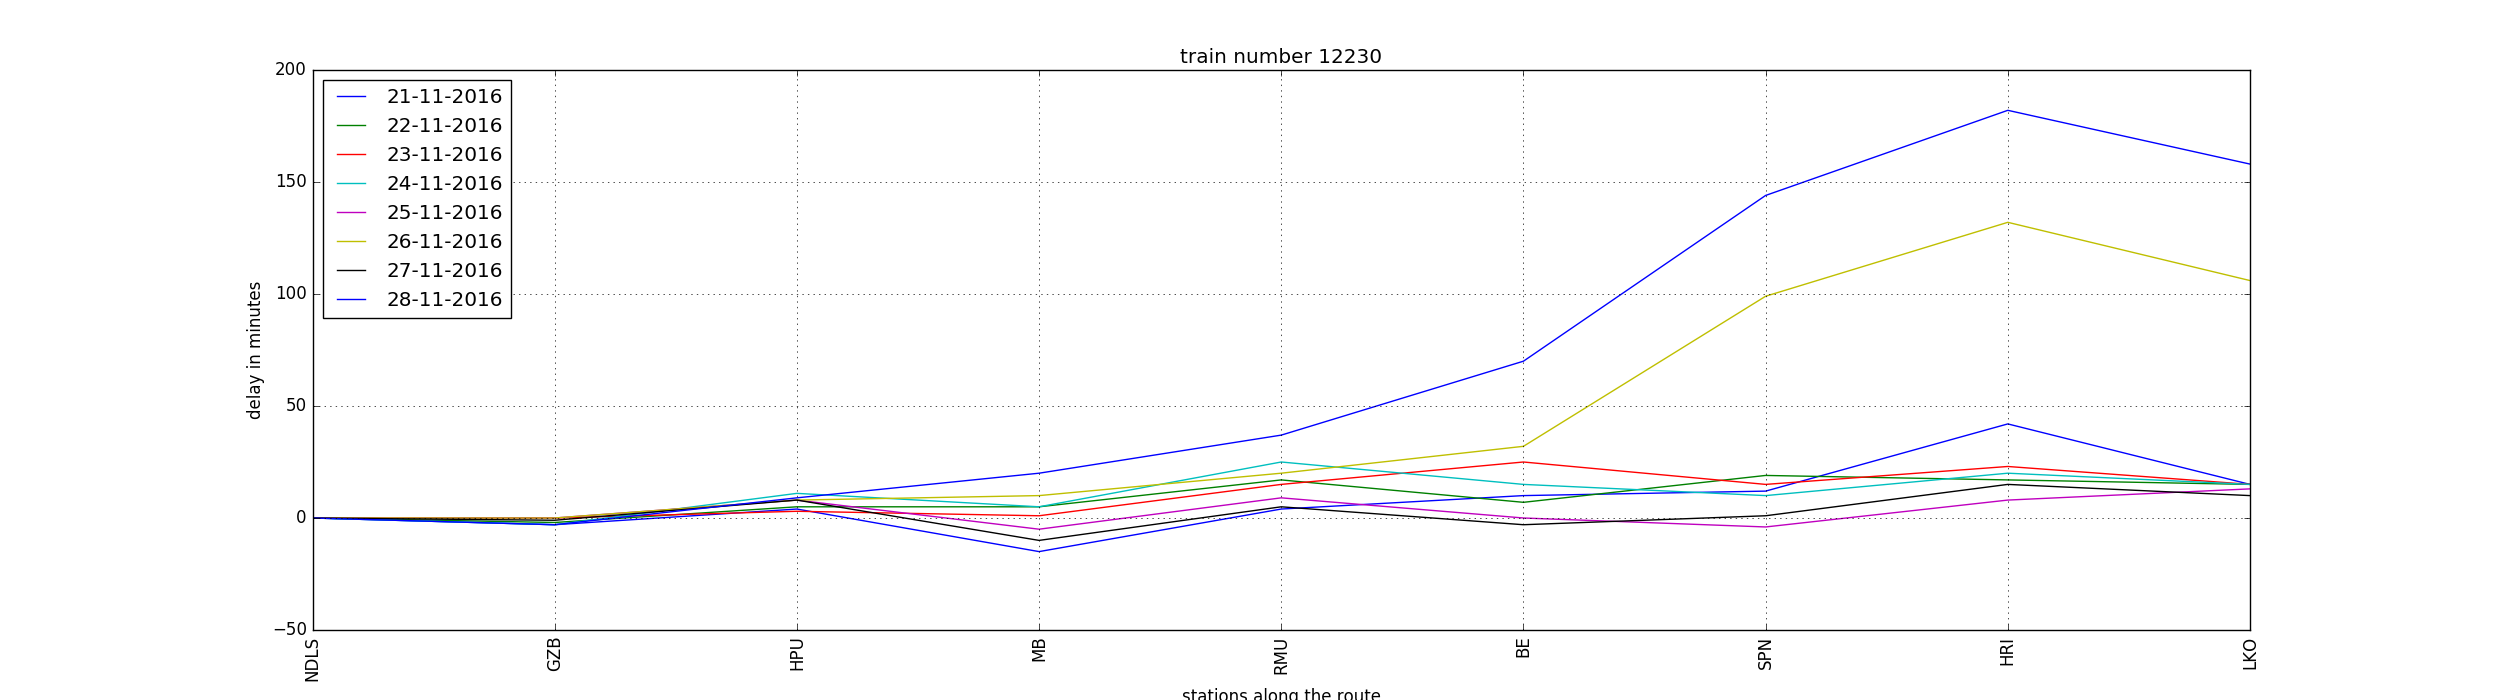 train number 12230
200
150
100
50
0
−50
delay in minutes
21-11-2016
22-11-2016
23-11-2016
24-11-2016
25-11-2016
26-11-2016
27-11-2016
28-11-2016
NDLS
GZB
HPU
MB
RMU
BE
SPN
HRI
LKO
stations along the route